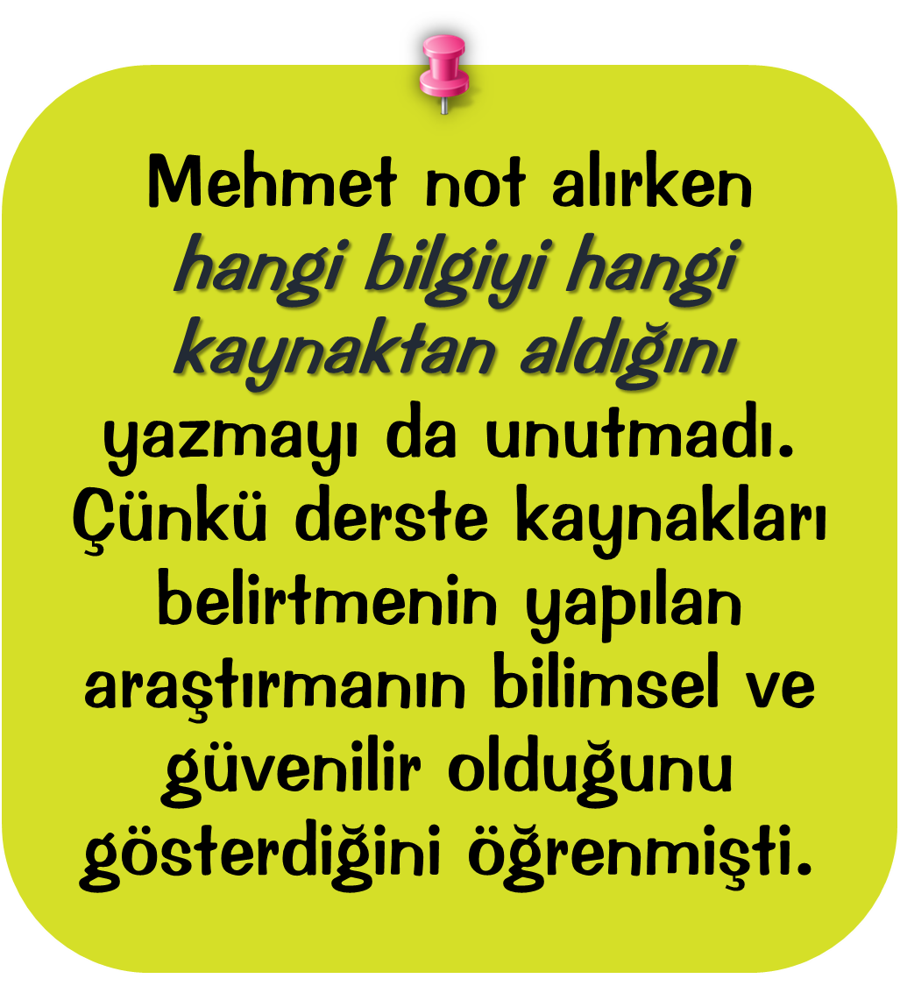 Mehmet not alırken
hangi bilgiyi hangi
kaynaktan aldığını
yazmayı da unutmadı.
Çünkü derste kaynakları
belirtmenin yapılan
araştırmanın bilimsel ve
güvenilir olduğunu
gösterdiğini öğrenmişti.